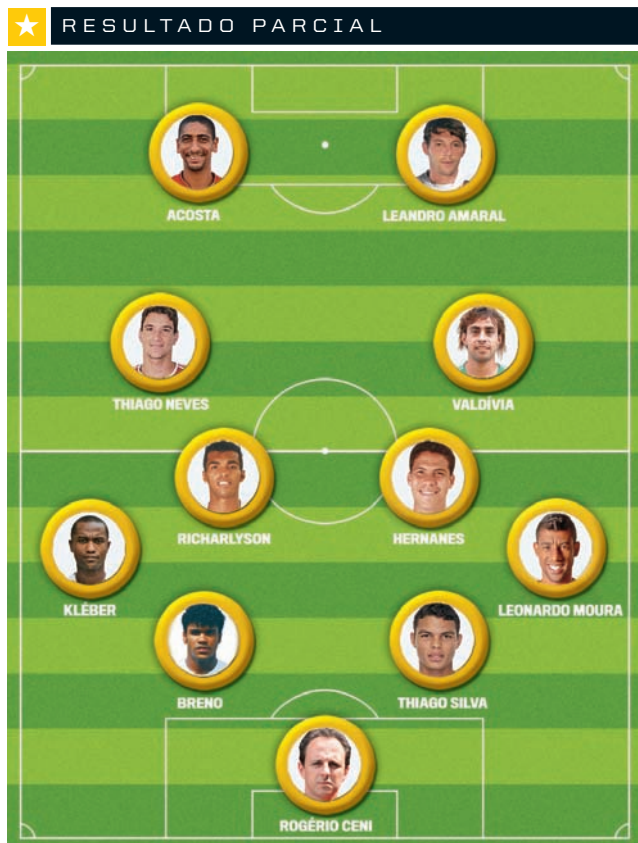 RESULTADO PARCIAL
ACOSTA
LEANDRO AMARAL
THIAGO NEVES
VALDÍVIA
RICHARLYSON
HERNANES
KLÉBER
LEONARDO MOURA
BRENO
THIAGO SILVA
ROGÉRIO CENI